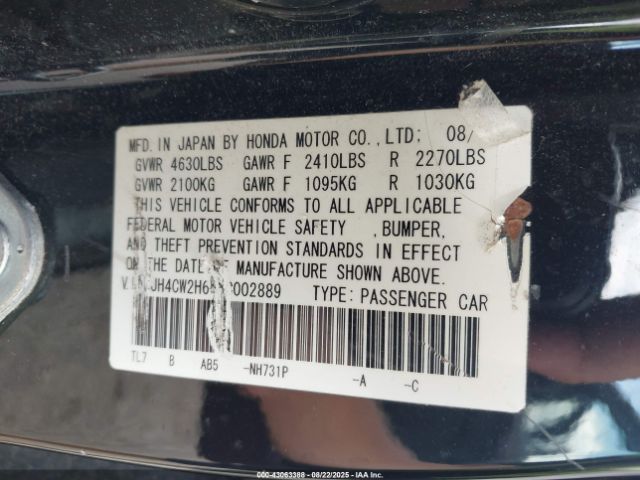 MFD. IN JAPAN BY HONDA MOTOR CO.,LTD: 08/
GVWR 4630LBS GAWR F 2410LBS R 2270LBS
GVWR 2100KG GAWR F 1095KG R 1030KG
THIS VEHICLE CONFORMS TO ALL APPLICABLE
FEDERAL MOTOR VEHICLE SAFETY ,BUMPER,
AND THEFT PREVENTION STANDARDS IN EFFECT
ON THE DATE OF MANUFACTURE SHOWN ABOVE.
TYPE: PASSENGER CAR
TL7 B AB5 -NH731P -A -C
000-43063388 - 08/22/2025 - IAA Inc.